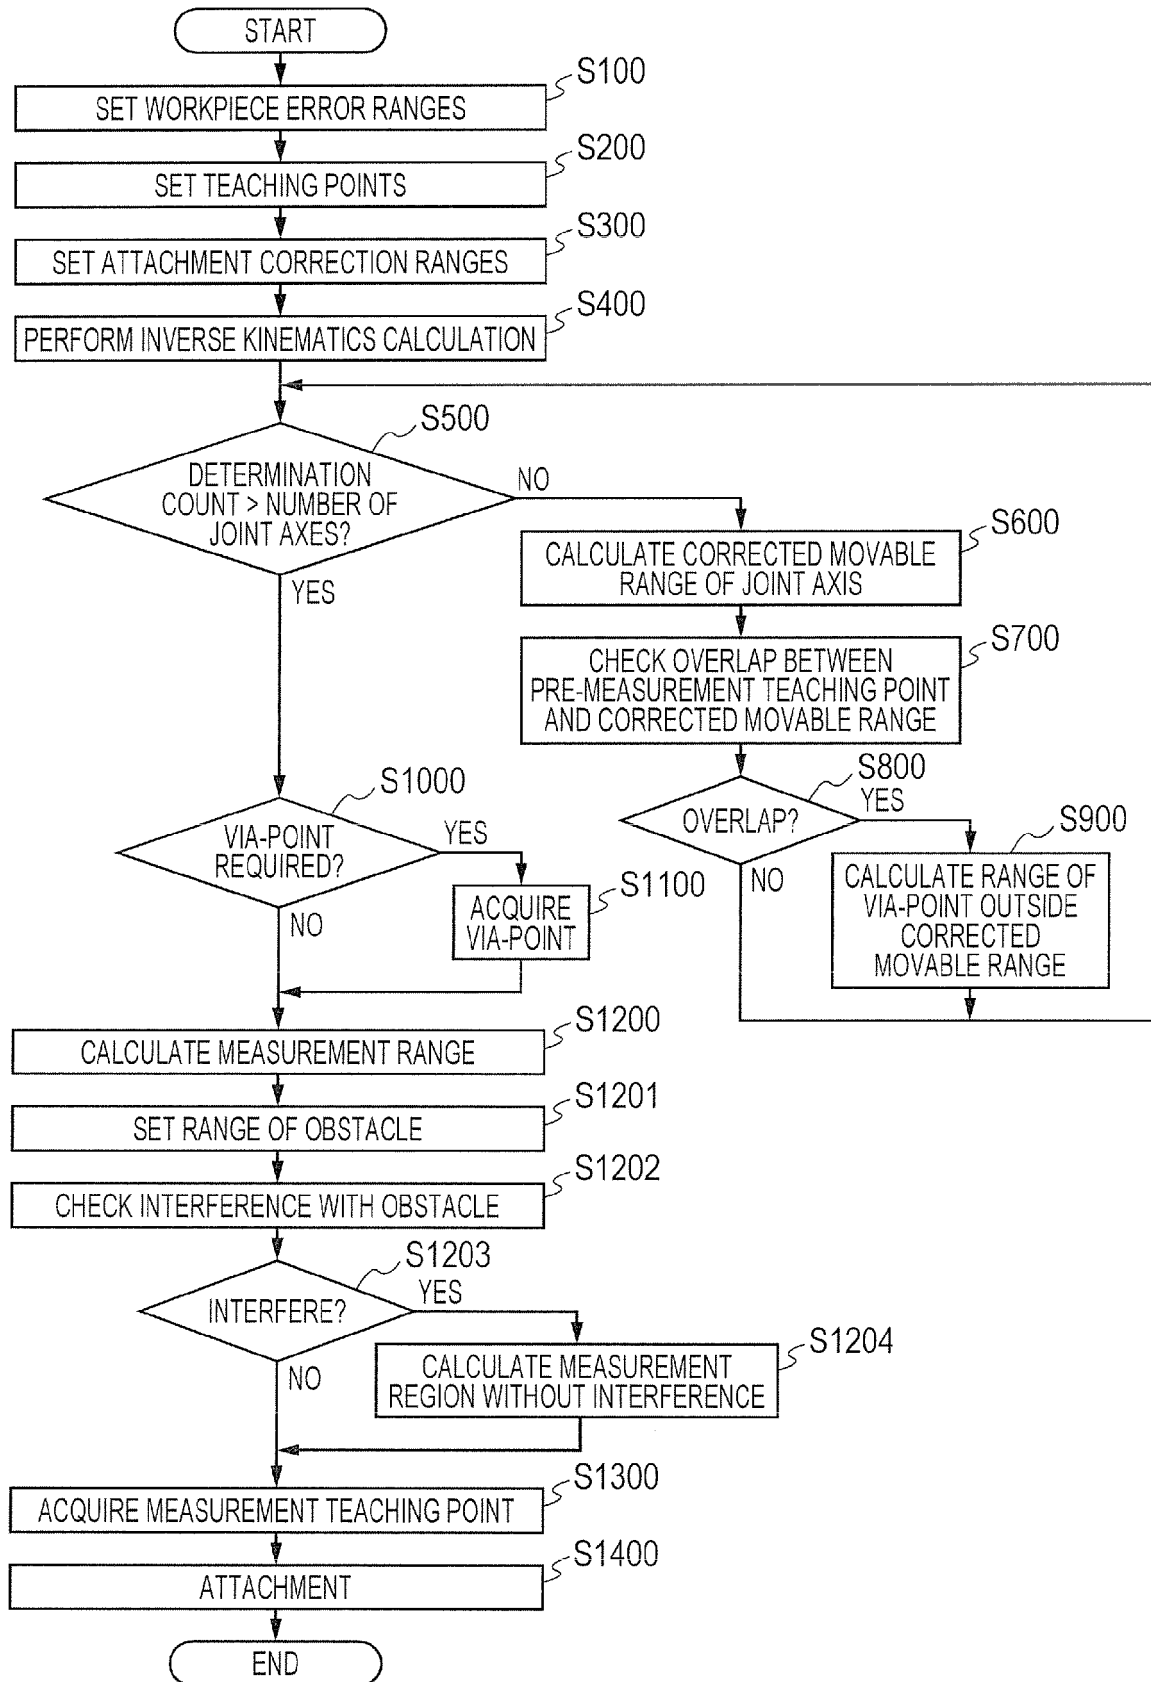 START
S100
SET WORKPIECE ERROR RANGES
S200
SET TEACHING POINTS
S300
SET ATTACHMENT CORRECTION RANGES
S400
PERFORM INVERSE KINEMATICS CALCULATION
S500
DETERMINATION
COUNT > NUMBER OF
JOINT AXES?
NO
YES
S600
CALCULATE CORRECTED MOVABLE
RANGE OF JOINT AXIS
S700
CHECK OVERLAP BETWEEN
PRE-MEASUREMENT TEACHING POINT
AND CORRECTED MOVABLE RANGE
S800
OVERLAP?
YES
NO
S900
CALCULATE RANGE OF
VIA-POINT OUTSIDE
CORRECTED
MOVABLE RANGE
S1000
VIA-POINT
REQUIRED?
YES
NO
S1100
ACQUIRE
VIA-POINT
S1200
CALCULATE MEASUREMENT RANGE
S1201
SET RANGE OF OBSTACLE
S1202
CHECK INTERFERENCE WITH OBSTACLE
S1203
INTERFERE?
YES
NO
S1204
CALCULATE MEASUREMENT
REGION WITHOUT INTERFERENCE
S1300
ACQUIRE MEASUREMENT TEACHING POINT
S1400
ATTACHMENT
END